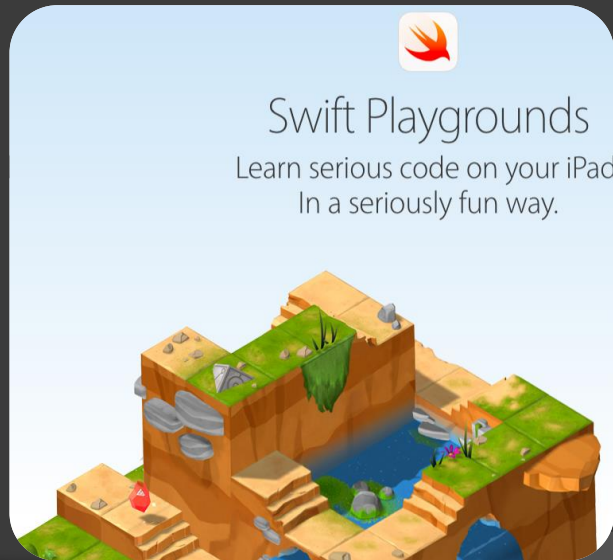 Swift Playgrounds
Learn serious code on your iPad
In a seriously fun way.